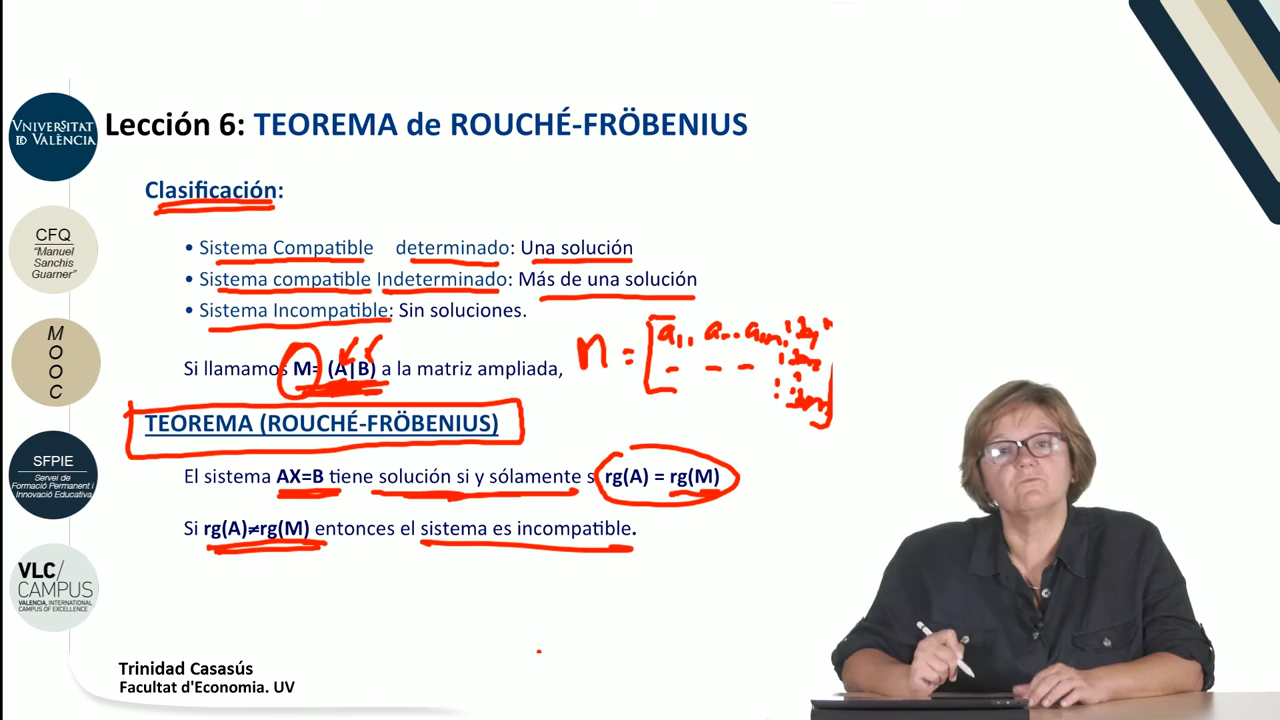 VNIVERSITAT
ID VALÈNCIA
CFQ
“Manuel
Sanchis
Guarner”
M
O
O
C
SFPIE
Servei de
Formació Permanent i
Innovació Educativa
VLC/
CAMPUS
VALENCIA, INTERNATIONAL
CAMPUS OF EXCELLENCE
Lección 6: TEOREMA de ROUCHÉ-FRÖBENIUS
Clasificación:
• Sistema Compatible determinado: Una solución
• Sistema compatible Indeterminado: Más de una solución
• Sistema Incompatible: Sin soluciones.
Si llamamos M= (A|B) a la matriz ampliada,
TEOREMA (ROUCHÉ-FRÖBENIUS)
El sistema AX=B tiene solución si y sólamente s rg(A) = rg(M)
Si rg(A)≠rg(M) entonces el sistema es incompatible.
Trinidad Casasús
Facultat d'Economia. UV